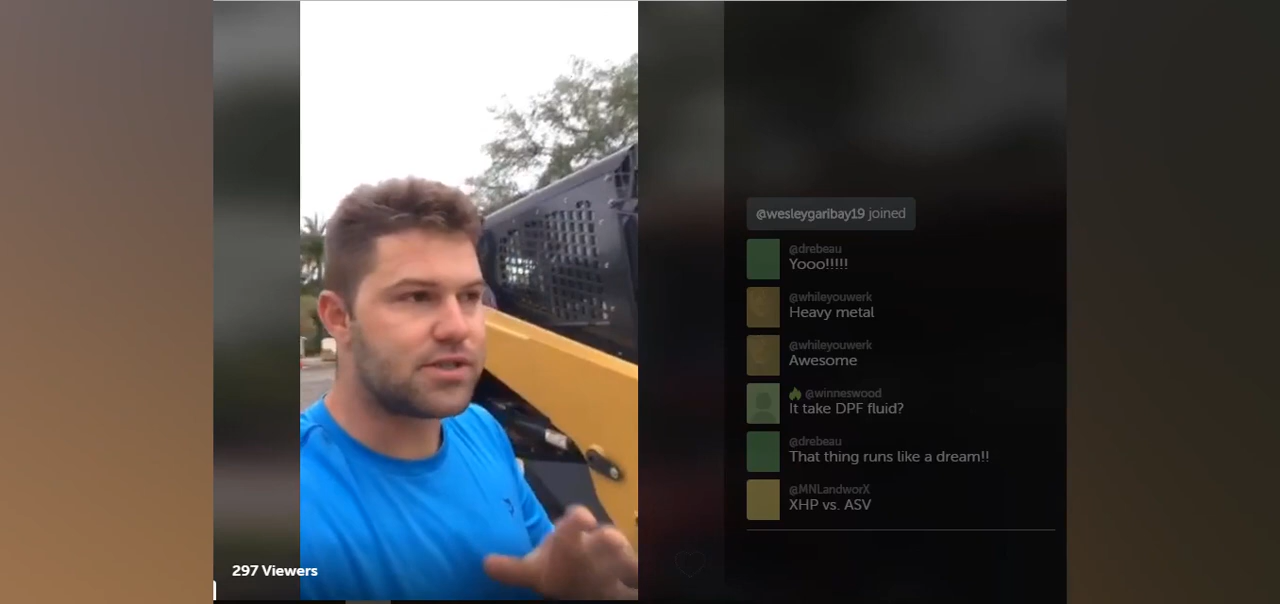 @wesleygaribay19 joined
@drebeau
Yooo!!!!!
@whileyouwerk
Heavy metal
@whileyouwerk
Awesome
@winneswood
It take DPF fluid?
@drebeau
That thing runs like a dream!!
@MNLandworX
XHP vs. ASV
297 Viewers